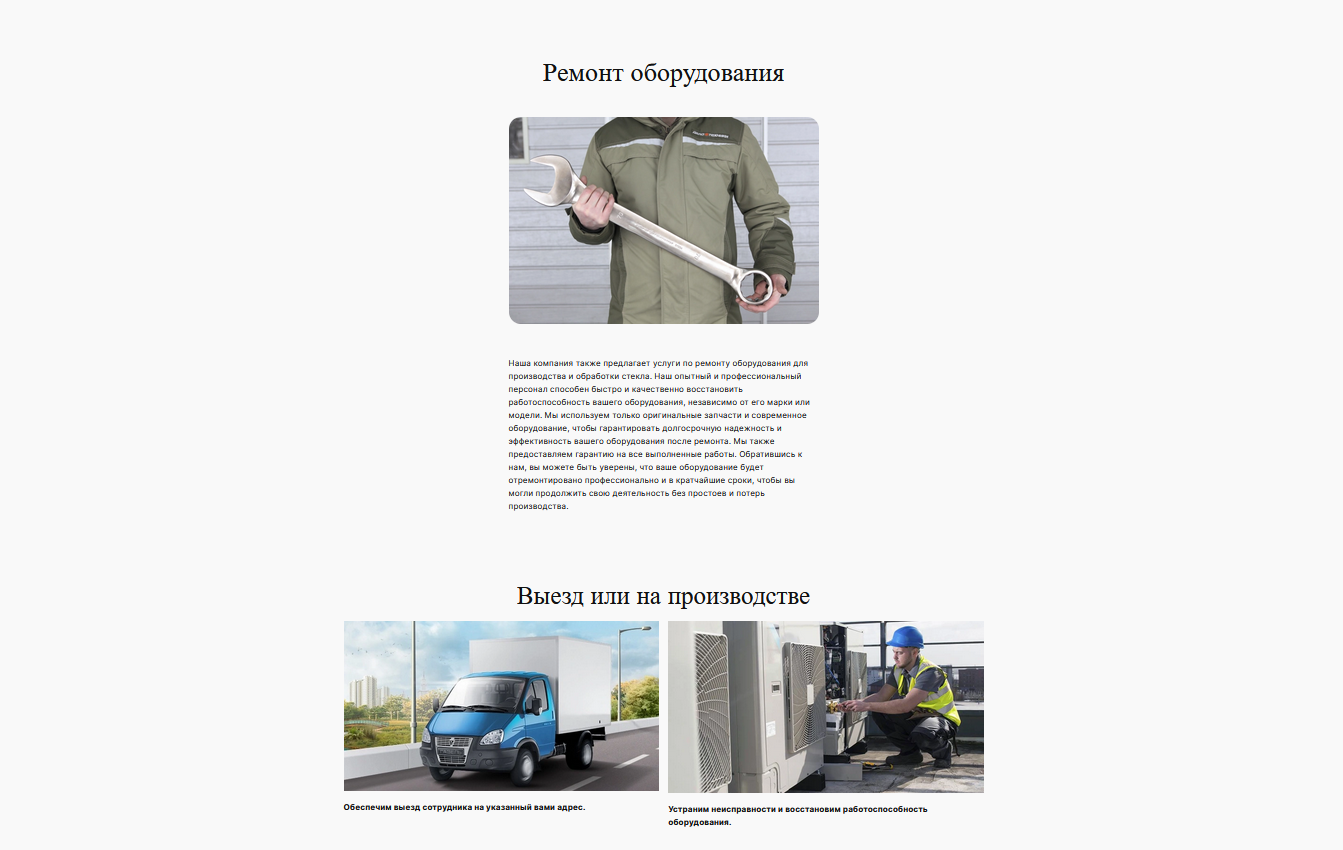 Ремонт оборудования
Наша компания также предлагает услуги по ремонту оборудования для
производства и обработки стекла. Наш опытный и профессиональный
персонал способен быстро и качественно восстановить
работоспособность вашего оборудования, независимо от его марки или
модели. Мы используем только оригинальные запчасти и современное
оборудование, чтобы гарантировать долгосрочную надежность и
эффективность вашего оборудования после ремонта. Мы также
предоставляем гарантию на все выполненные работы. Обратившись к
нам, вы можете быть уверены, что ваше оборудование будет
отремонтировано профессионально и в кратчайшие сроки, чтобы вы
могли продолжить свою деятельность без простоев и потерь
производства.
Выезд или на производстве
Обеспечим выезд сотрудника на указанный вами адрес.
Устраним неисправности и восстановим работоспособность
оборудования.